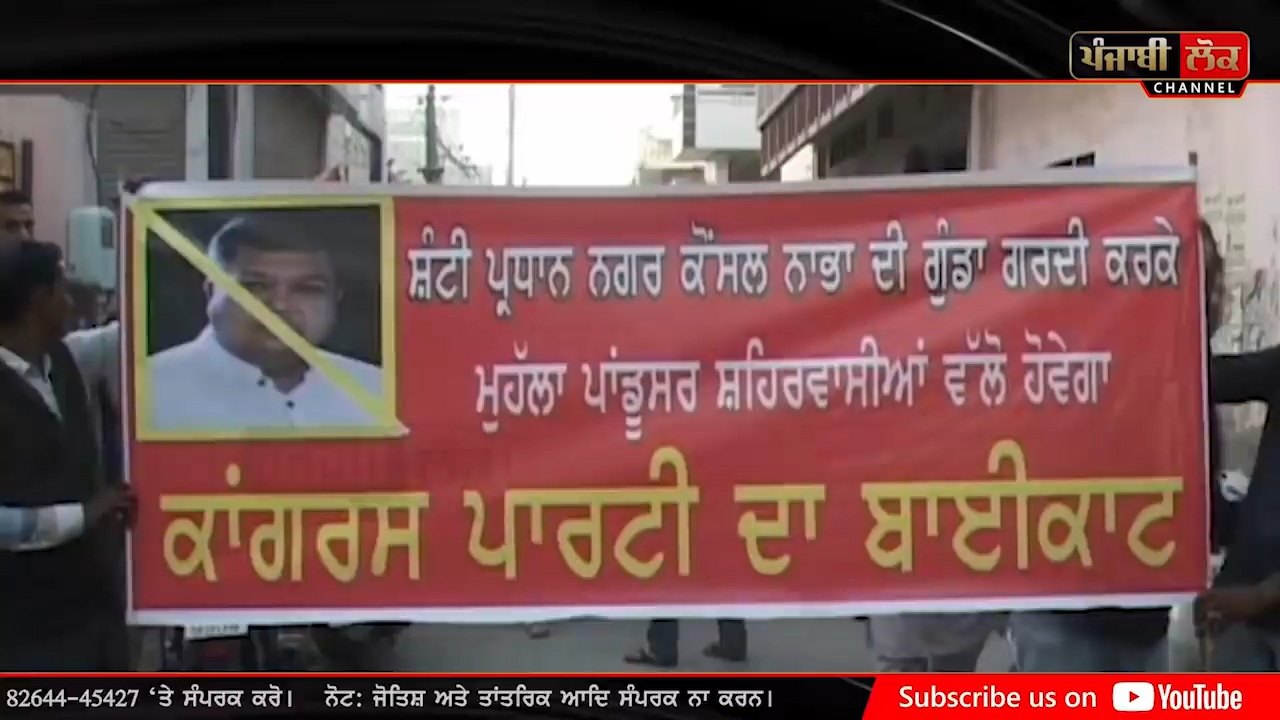 ਪੰਜਾਬੀ ਲੋਕ
CHANNEL
ਸ਼ੰਟੀ ਪ੍ਰਧਾਨ ਨਗਰ ਕੌਂਸਲ ਨਾਭਾ ਦੀ ਗੁੰਡਾ ਗਰਦੀ ਕਰਕੇ
ਮੁਹੱਲਾ ਪਾਂਡੂਸਰ ਸ਼ਹਿਰਵਾਸੀਆਂ ਵੱਲੋ ਹੋਵੇਗਾ
ਕਾਂਗਰਸ ਪਾਰਟੀ ਦਾ ਬਾਈਕਾਟ
82644-45427 ‘ਤੇ ਸੰਪਰਕ ਕਰੋ। ਨੋਟ: ਜੋਤਿਸ਼ ਅਤੇ ਤਾਂਤਰਿਕ ਆਦਿ ਸੰਪਰਕ ਨਾ ਕਰਨ।
Subscribe us on YouTube